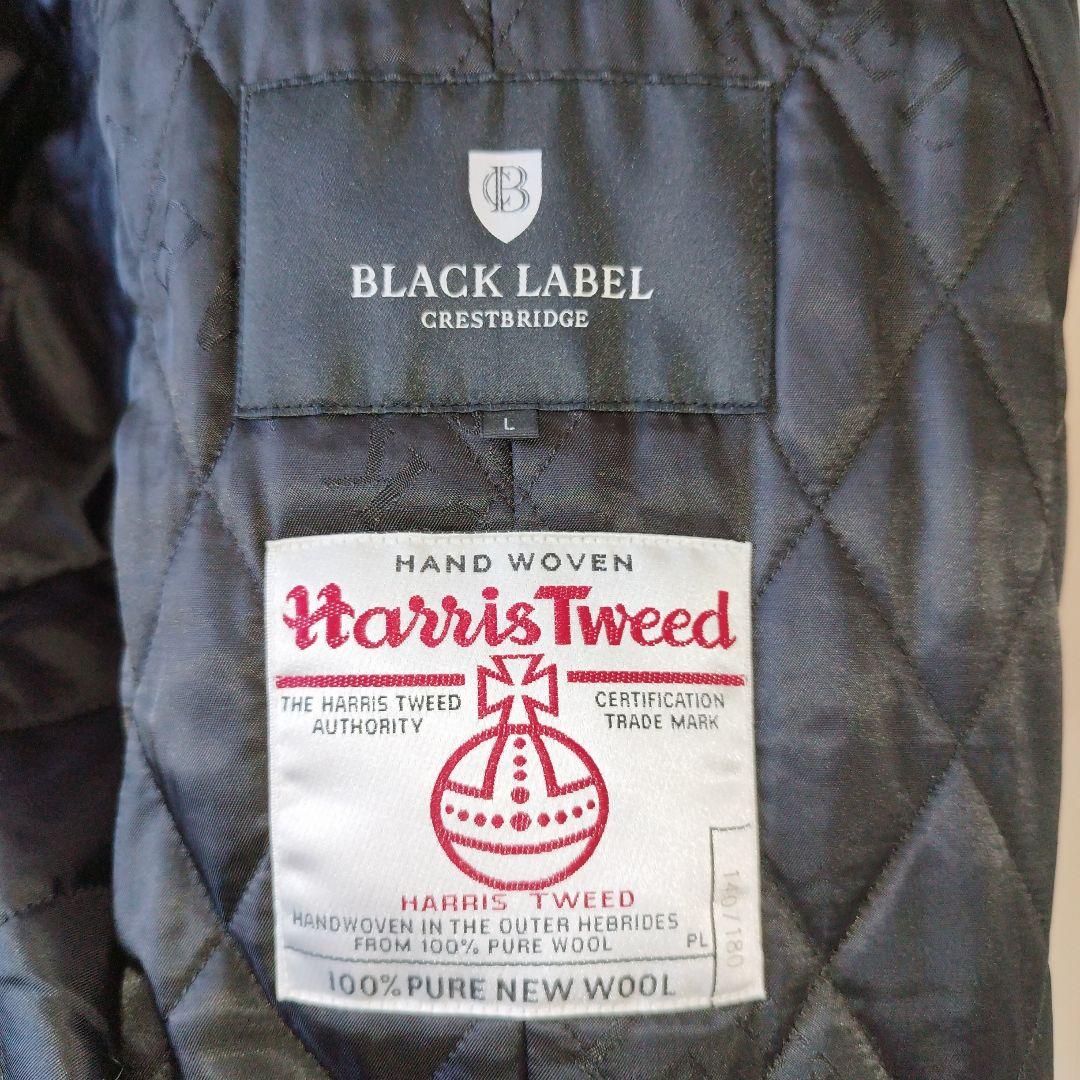 CB
BLACK LABEL
CRESTBRIDGE
L
HAND WOVEN
Harris Tweed
THE HARRIS TWEED
AUTHORITY
CERTIFICATION
TRADE MARK
HARRIS TWEED
HANDWOVEN IN THE OUTER HEBRIDES
FROM 100% PURE WOOL
PL
140/180
100% PURE NEW WOOL